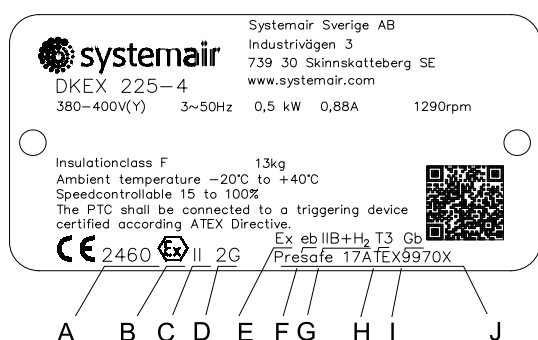 systemair
Systemair Sverige AB
Industrivägen 3
739 30 Skinnskatteberg SE
www.systemair.com
DKEX 225-4
380-400V(Y) 3~50Hz 0,5 kW 0,88A 1290rpm
Insulationclass F 13kg
Ambient temperature -20°C to +40°C
Speedcontrollable 15 to 100%
The PTC shall be connected to a triggering device
certified according ATEX Directive.
CE 2460 Ex II 2G Ex eb IIB+H₂ T3 Gb
Presafe 17ATEX9970X
A B C D E F G H I J